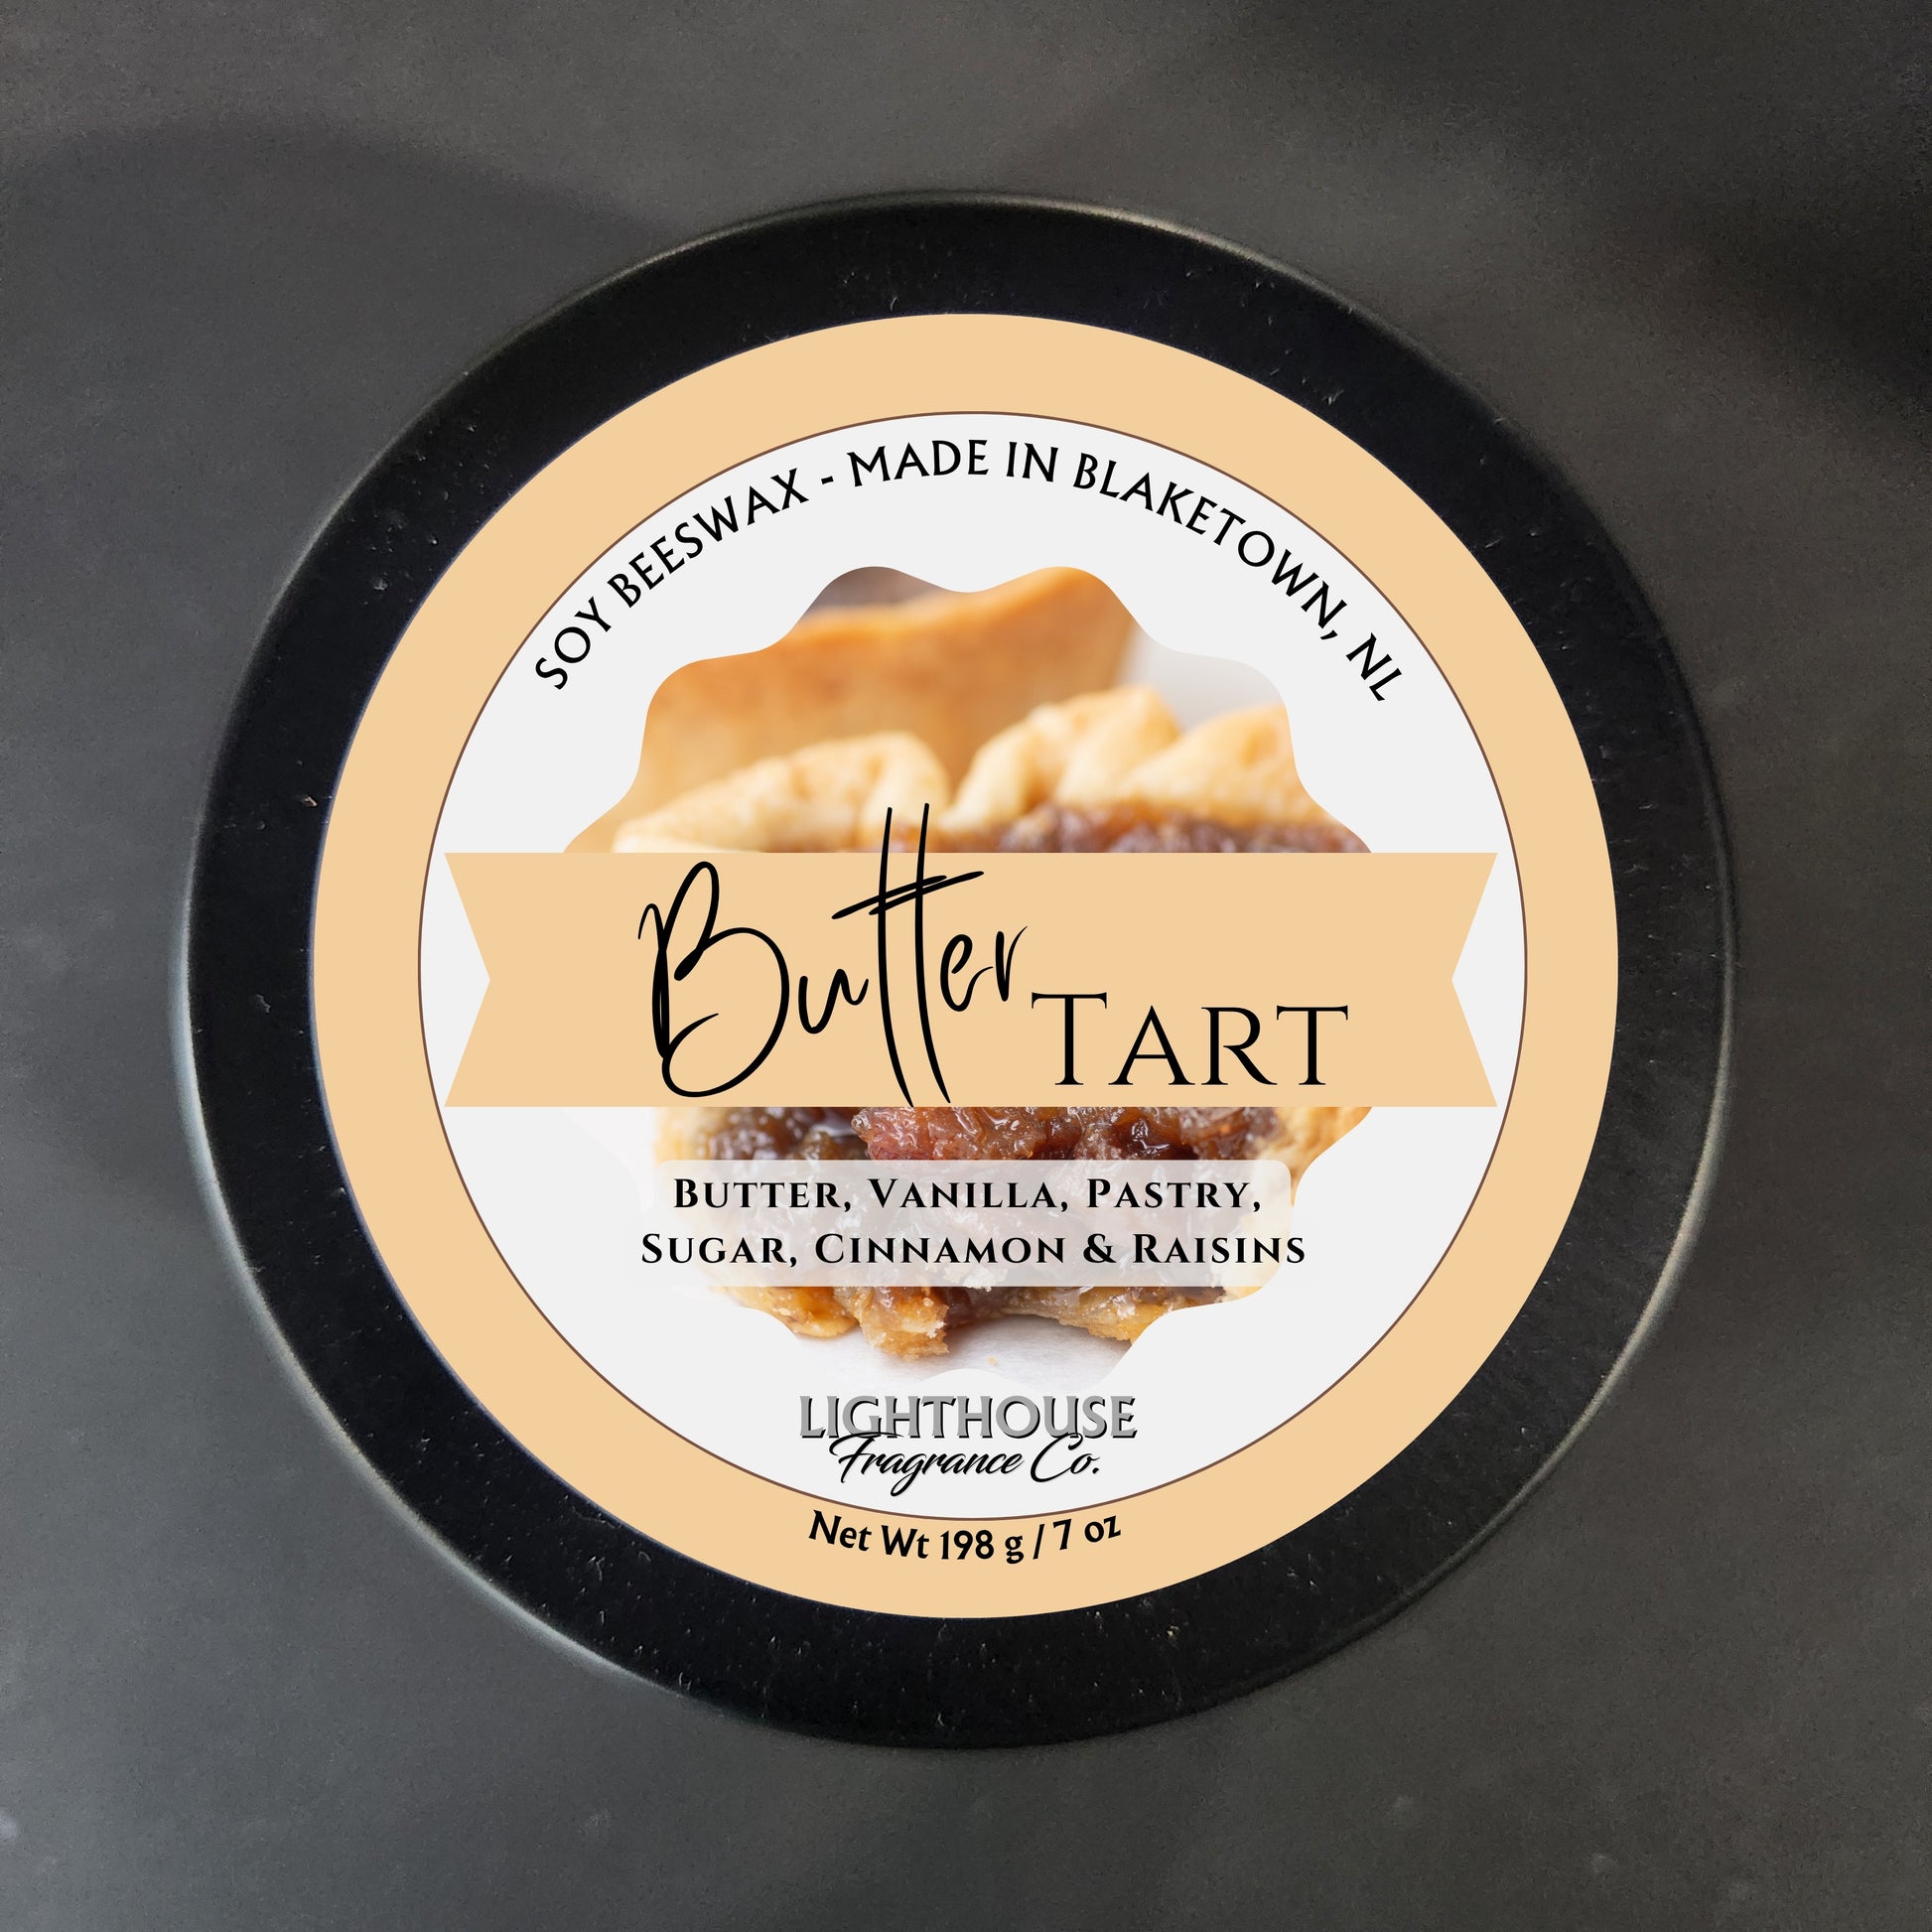 SOY BEESWAX - MADE IN BLAKETOWN, NL
Butter TART
BUTTER, VANILLA, PASTRY,
SUGAR, CINNAMON & RAISINS
LIGHTHOUSE
Fragrance Co.
Net Wt 198 g / 7 oz